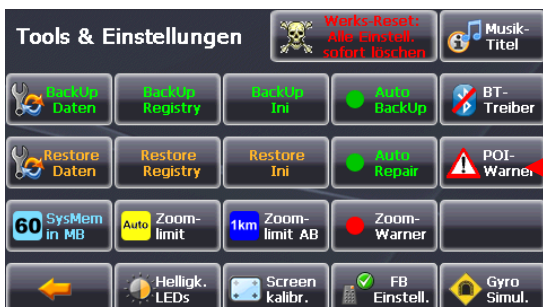 Tools & Einstellungen
Werks-Reset:
Alle Einstell.
sofort löschen
Musik-
Titel
BackUp
Daten
BackUp
Registry
BackUp
Ini
Auto
BackUp
BT-
Treiber
Restore
Daten
Restore
Registry
Restore
Ini
Auto
Repair
POI-
Warner
60
SysMem
in MB
Auto
Zoom-
limit
1km
Zoom-
limit AB
Zoom-
Warner
Helligk.
LEDs
Screen
kalibr.
FB
Einstell.
Gyro
Simul.